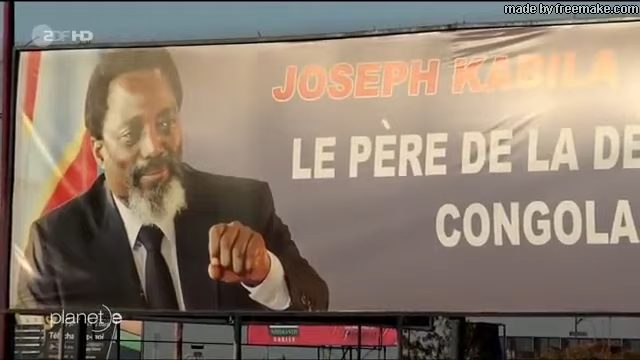 made by freemake.com
ZDF HD
JOSEPH KABILA
LE PÈRE DE LA DE
CONGOLA
planet e